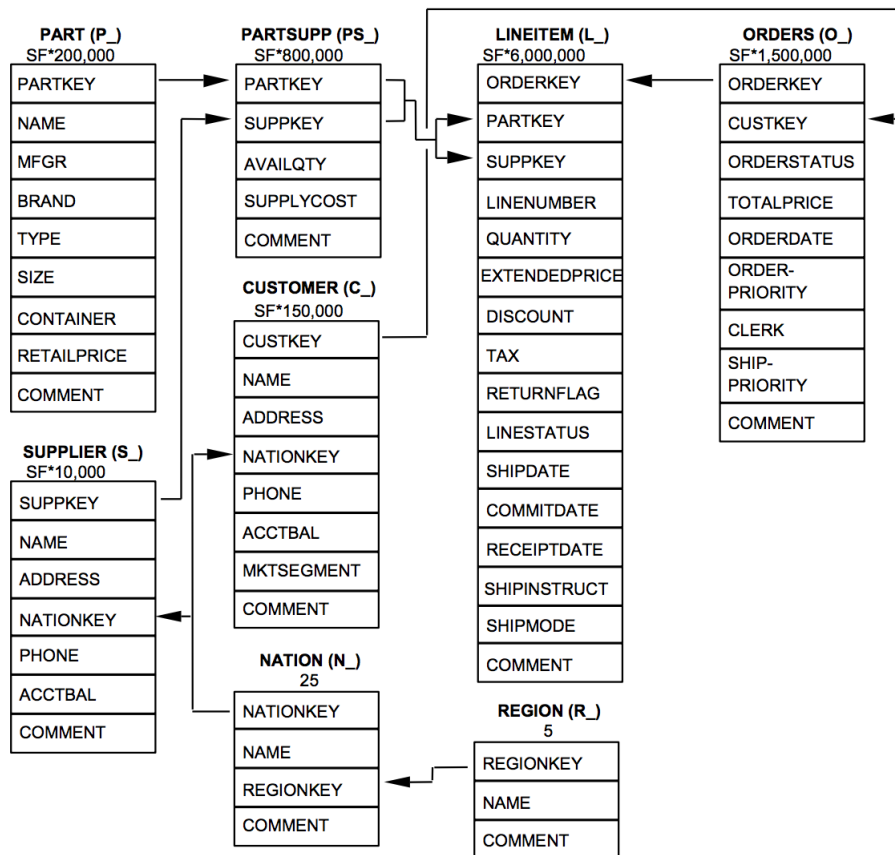 PART (P_)
SF*200,000
PARTKEY
NAME
MFGR
BRAND
TYPE
SIZE
CONTAINER
RETAILPRICE
COMMENT
SUPPLIER (S_)
SF*10,000
SUPPKEY
NAME
ADDRESS
NATIONKEY
PHONE
ACCTBAL
COMMENT
PARTSUPP (PS_)
SF*800,000
PARTKEY
SUPPKEY
AVAILQTY
SUPPLYCOST
COMMENT
CUSTOMER (C_)
SF*150,000
CUSTKEY
NAME
ADDRESS
NATIONKEY
PHONE
ACCTBAL
MKTSEGMENT
COMMENT
NATION (N_)
25
NATIONKEY
NAME
REGIONKEY
COMMENT
LINEITEM (L_)
SF*6,000,000
ORDERKEY
PARTKEY
SUPPKEY
LINENUMBER
QUANTITY
EXTENDEDPRICE
DISCOUNT
TAX
RETURNFLAG
LINESTATUS
SHIPDATE
COMMITDATE
RECEIPTDATE
SHIPINSTRUCT
SHIPMODE
COMMENT
REGION (R_)
5
REGIONKEY
NAME
COMMENT
ORDERS (O_)
SF*1,500,000
ORDERKEY
CUSTKEY
ORDERSTATUS
TOTALPRICE
ORDERDATE
ORDER-
PRIORITY
CLERK
SHIP-
PRIORITY
COMMENT